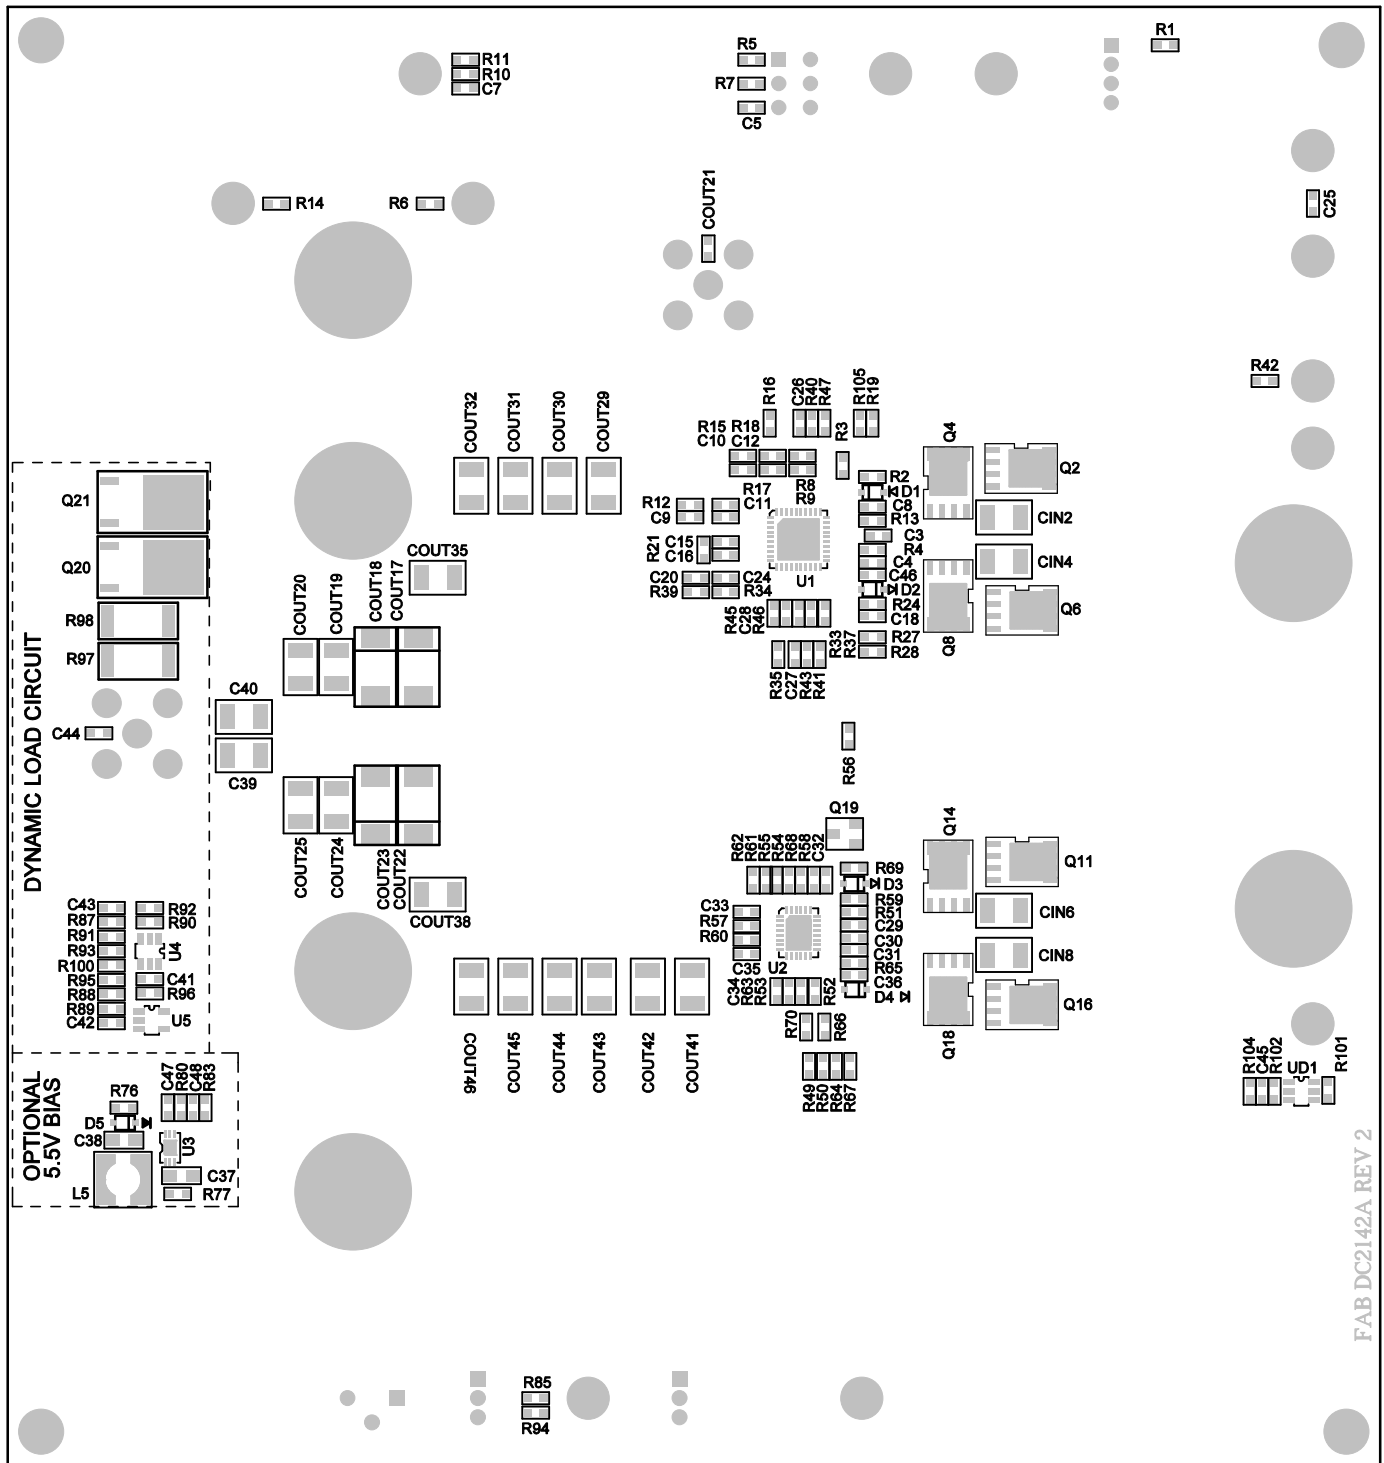 R1
R5
R11
R10
R7
C7
C5
COUT21
R14
R6
C25
R42
R16
C26
R40
R47
R105
R19
COUT32
COUT31
COUT30
COUT29
R15
R18
C10
C12
R3
Q4
Q2
R2
D1
Q21
R17
R8
C11
R9
R12
C9
C8
R13
CIN2
C3
COUT35
R21
C15
C16
R4
C4
CIN4
Q20
U1
C46
C20
C24
R39
R34
D2
R24
C18
Q6
COUT20
COUT19
COUT18
COUT17
R98
R45
C28
R46
R33
R37
R27
R28
Q8
R97
R35
C27
R43
R41
DYNAMIC LOAD CIRCUIT
C40
C44
R56
C39
Q19
Q14
COUT25
COUT24
COUT23
COUT22
R62
R61
R55
R54
R68
R58
C32
R69
D3
Q11
COUT38
C43
R92
R87
R90
R91
R93
U4
R100
R95
C41
R88
R96
R89
U5
C42
C33
R57
R60
C35
U2
R59
R51
C29
C30
C31
R65
C36
D4
CIN6
CIN8
C34
R63
R53
R52
Q16
Q18
R70
R66
COUT46
COUT45
COUT44
COUT43
COUT42
COUT41
R49
R50
R64
R67
R104
C45
R102
UD1
R101
OPTIONAL
5.5V BIAS
R76
C47
R80
C48
R83
D5
C38
U3
C37
L5
R77
FAB DC2142A REV 2
R85
R94